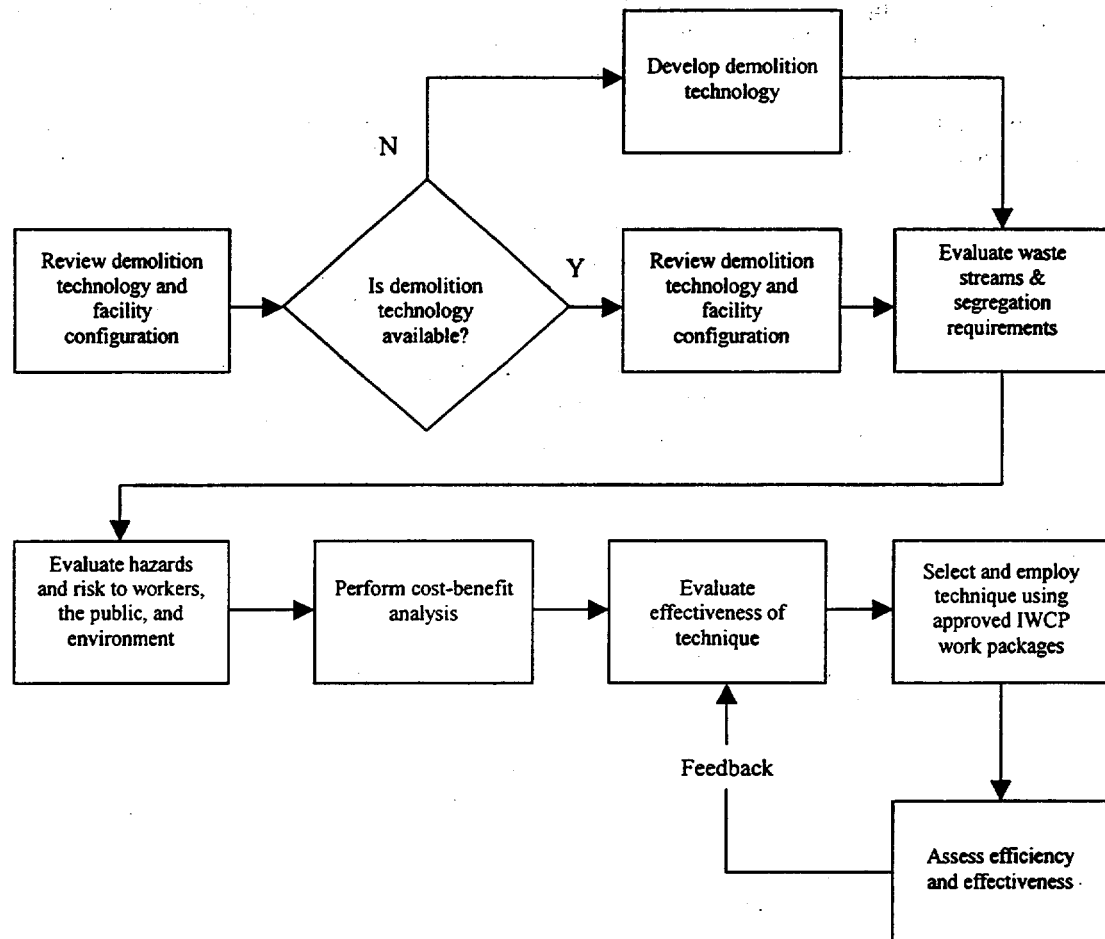 Develop demolition
technology
N
Review demolition
technology and
facility
configuration
Is demolition
technology
available?
Y
Review demolition
technology and
facility
configuration
Evaluate waste
streams &
segregation
requirements
Evaluate hazards
and risk to workers,
the public, and
environment
Perform cost-benefit
analysis
Evaluate
effectiveness of
technique
Select and employ
technique using
approved IWCP
work packages
Feedback
Assess efficiency
and effectiveness